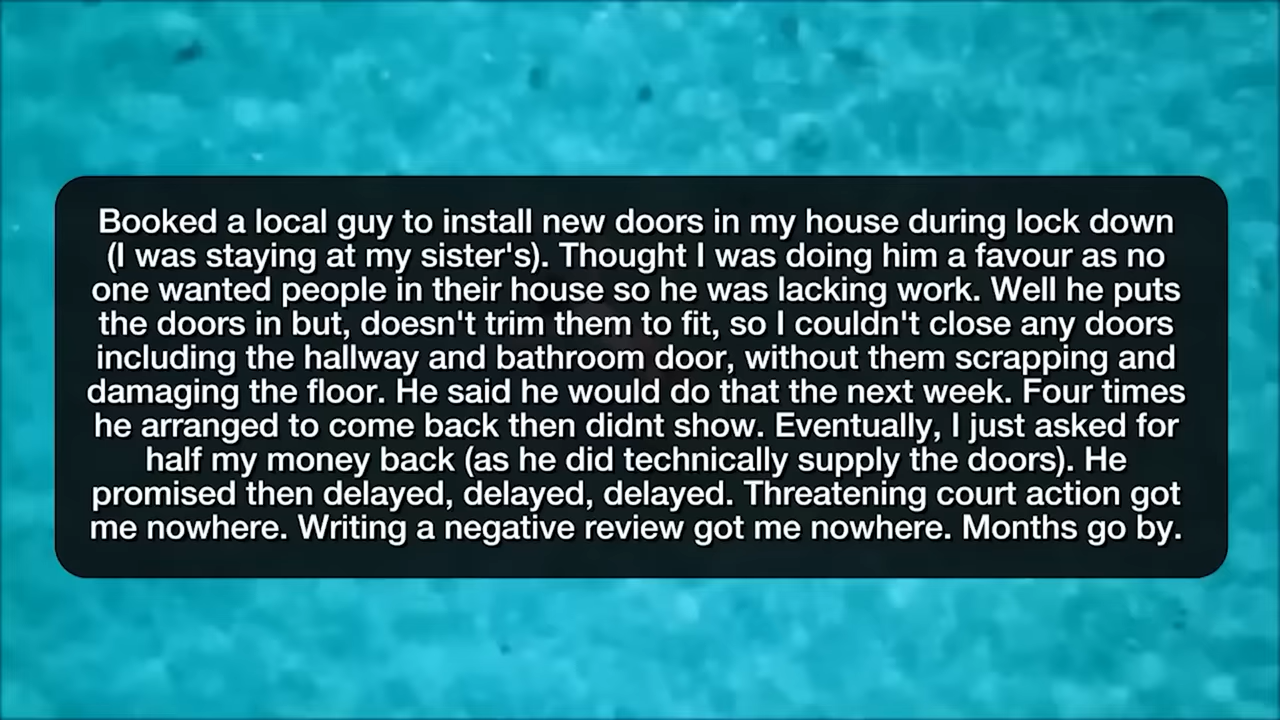 Booked a local guy to install new doors in my house during lock down
(I was staying at my sister's). Thought I was doing him a favour as no
one wanted people in their house so he was lacking work. Well he puts
the doors in but, doesn't trim them to fit, so I couldn't close any doors
including the hallway and bathroom door, without them scrapping and
damaging the floor. He said he would do that the next week. Four times
he arranged to come back then didnt show. Eventually, I just asked for
half my money back (as he did technically supply the doors). He
promised then delayed, delayed, delayed. Threatening court action got
me nowhere. Writing a negative review got me nowhere. Months go by.